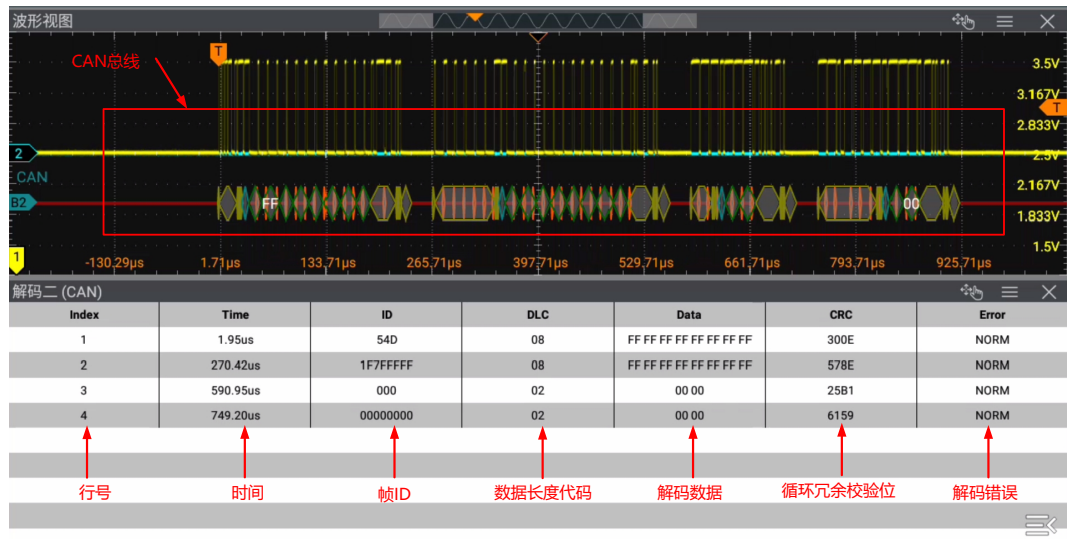 波形视图
T
CAN总线
3.5V
3.167V
T
2.833V
2
2.5V
CAN
2.167V
B2
FF
00
1.833V
1.5V
1
-130.29μs 1.71μs 133.71μs 265.71μs 397.71μs 529.71μs 661.71μs 793.71μs 925.71μs
解码二 (CAN)
Index Time ID DLC Data CRC Error
1 1.95us 54D 08 FF FF FF FF FF FF FF FF 300E NORM
2 270.42us 1F7FFFFF 08 FF FF FF FF FF FF FF FF 578E NORM
3 590.95us 000 02 00 00 25B1 NORM
4 749.20us 00000000 02 00 00 6159 NORM
行号 时间 帧ID 数据长度代码 解码数据 循环冗余校验位 解码错误